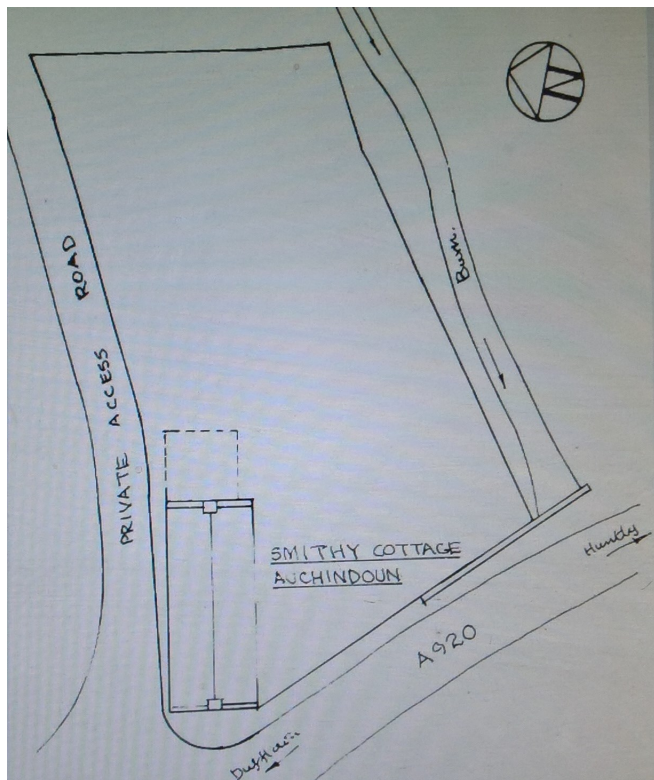 N
Burn.
PRIVATE ACCESS ROAD
SMITHY COTTAGE
AUCHINDOUN
Huntly
A920
Dufftown